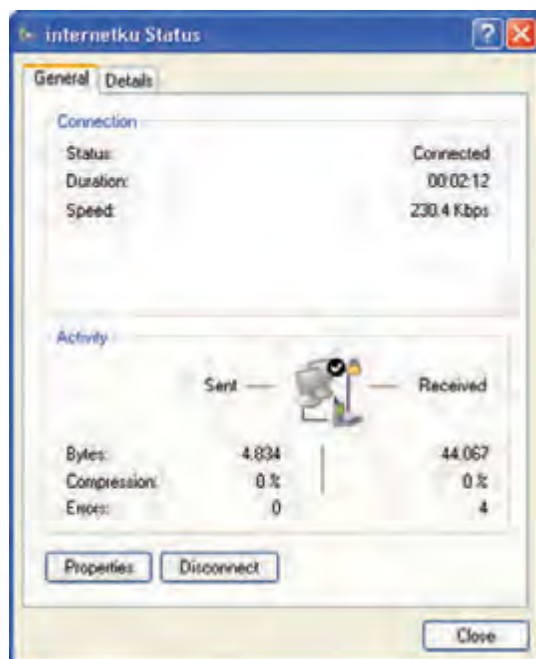 internetku Status
General Details
Connection
Status: Connected
Duration: 00:02:12
Speed: 230.4 Kbps
Activity
Sent Received
Bytes: 4.834 44.067
Compression: 0 % 0 %
Errors: 0 4
Properties Disconnect
Close